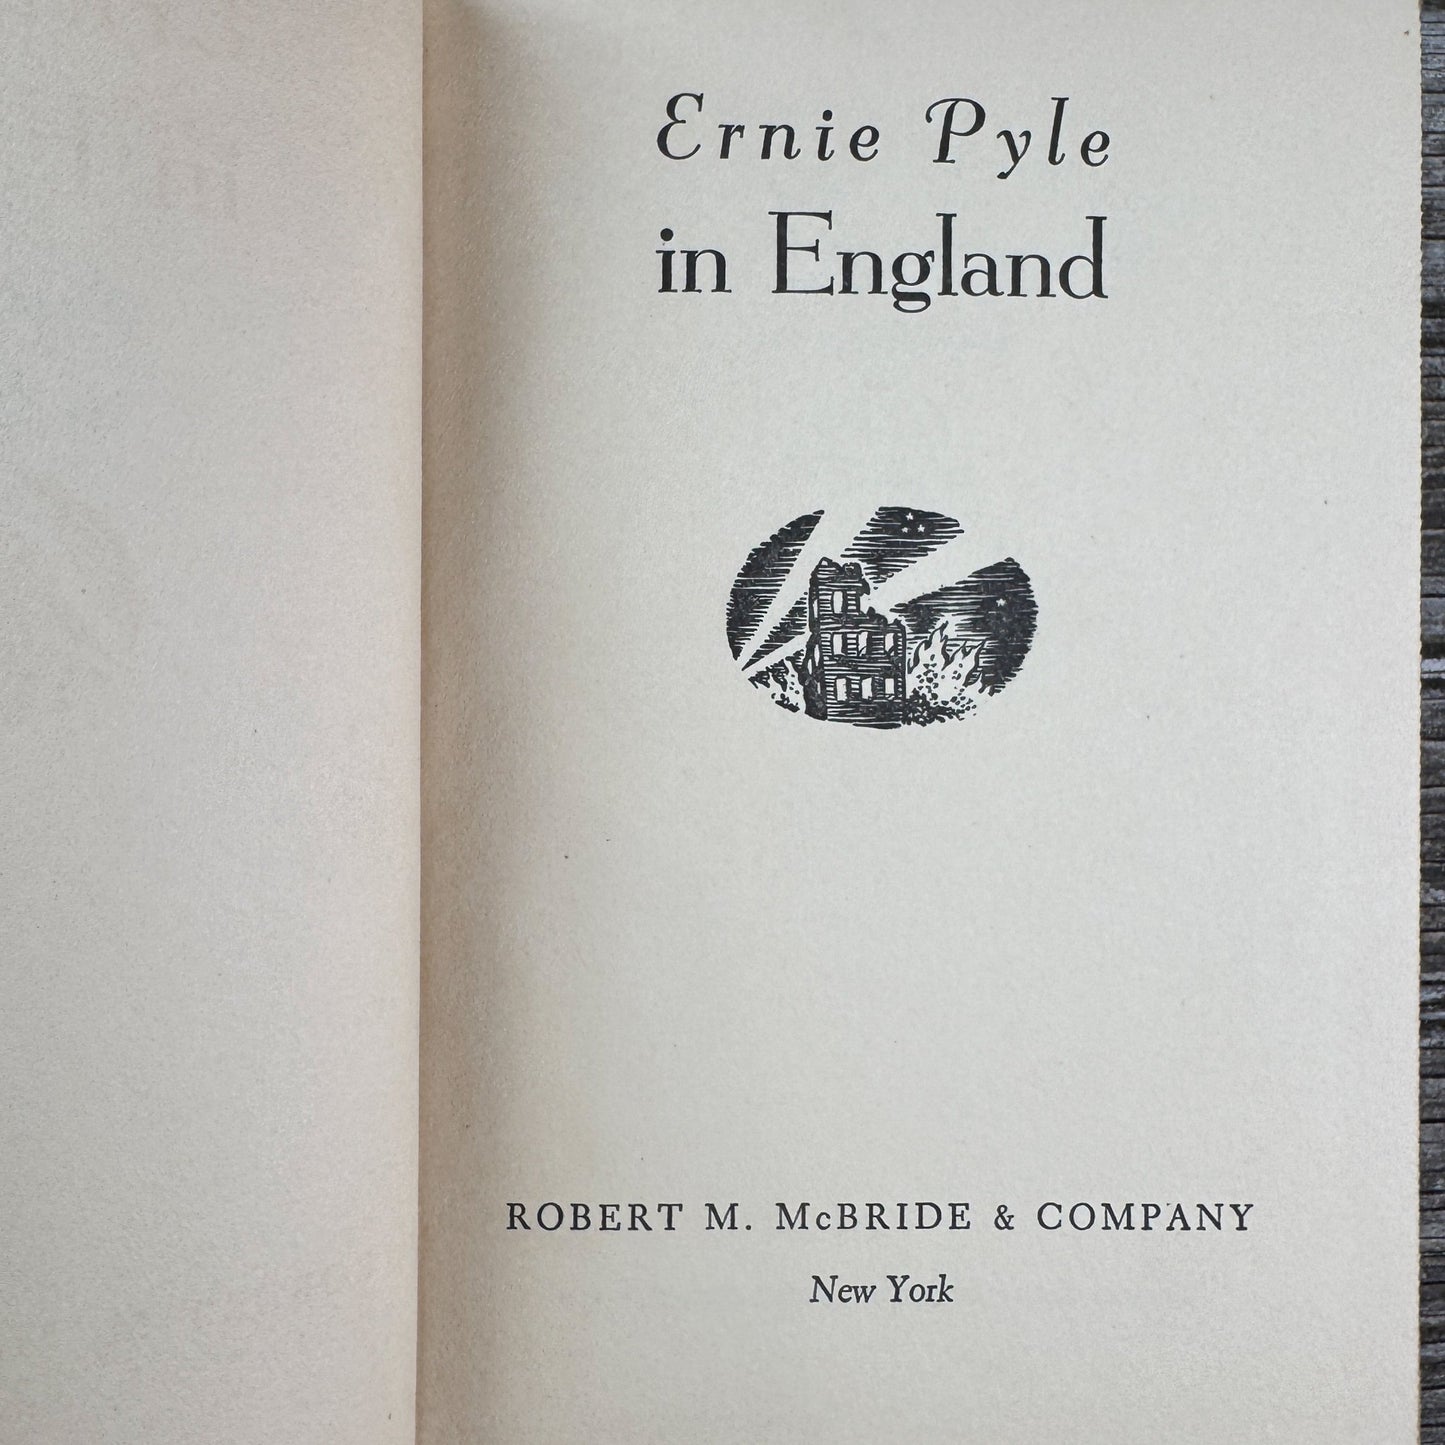 Ernie Pyle
in England
ROBERT M. McBRIDE & COMPANY
New York